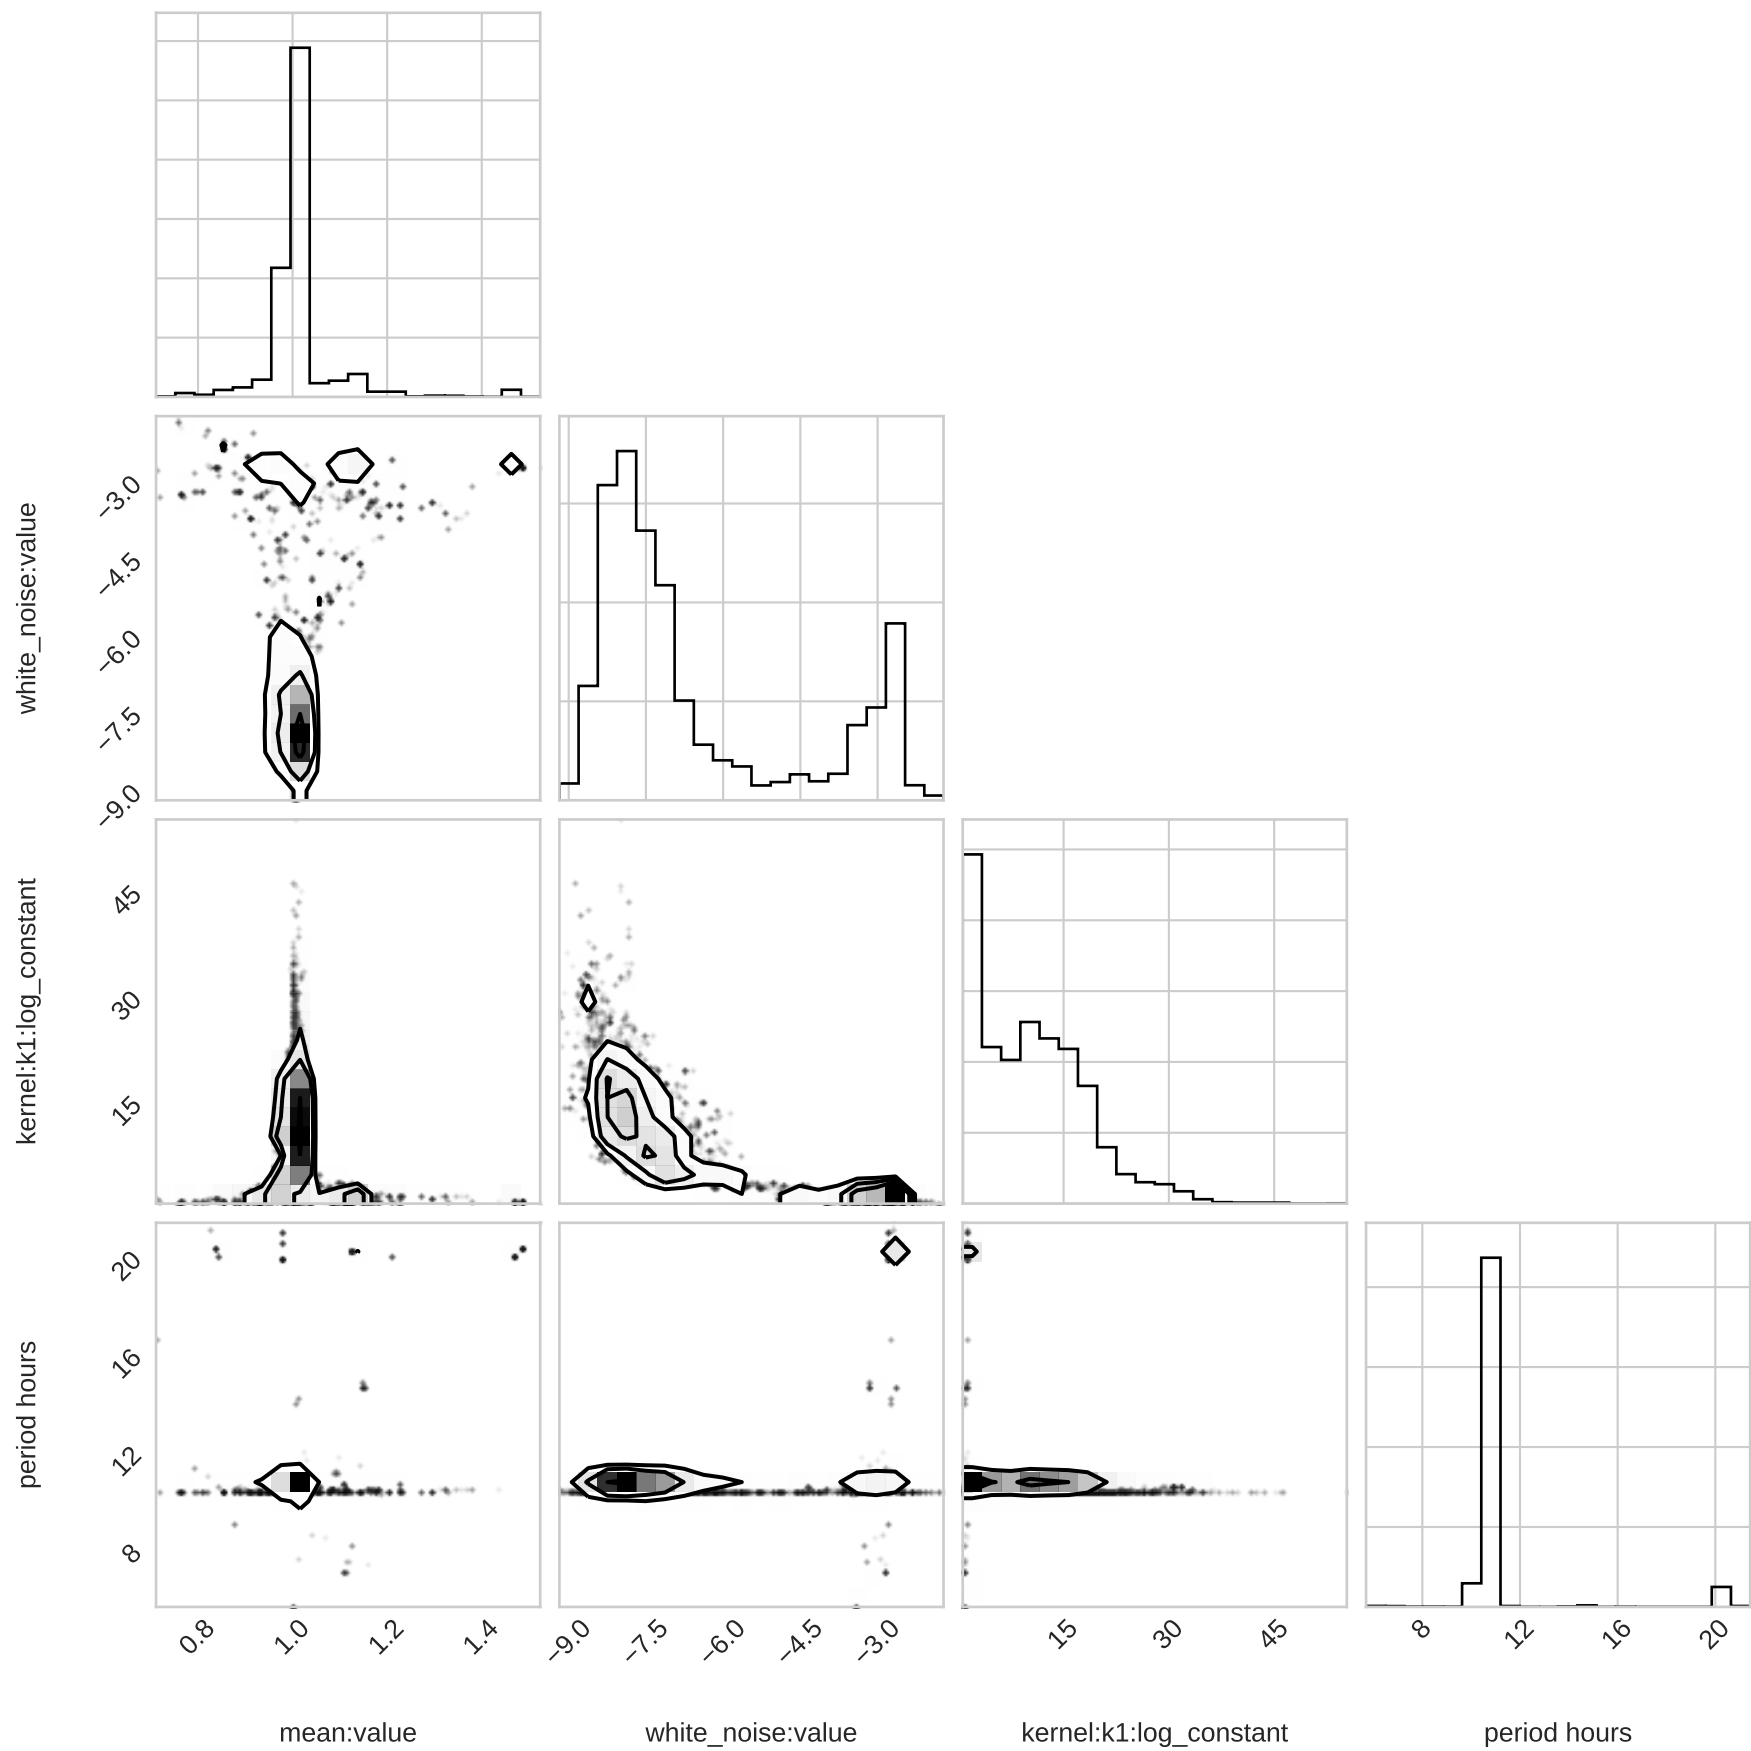 white_noise:value
−3.0
−4.5
−6.0
−7.5
−9.0
kernel:k1:log_constant
45
30
15
period hours
20
16
12
8
0.8 1.0 1.2 1.4
−9.0 −7.5 −6.0 −4.5 −3.0
15 30 45
8 12 16 20
mean:value white_noise:value kernel:k1:log_constant period hours